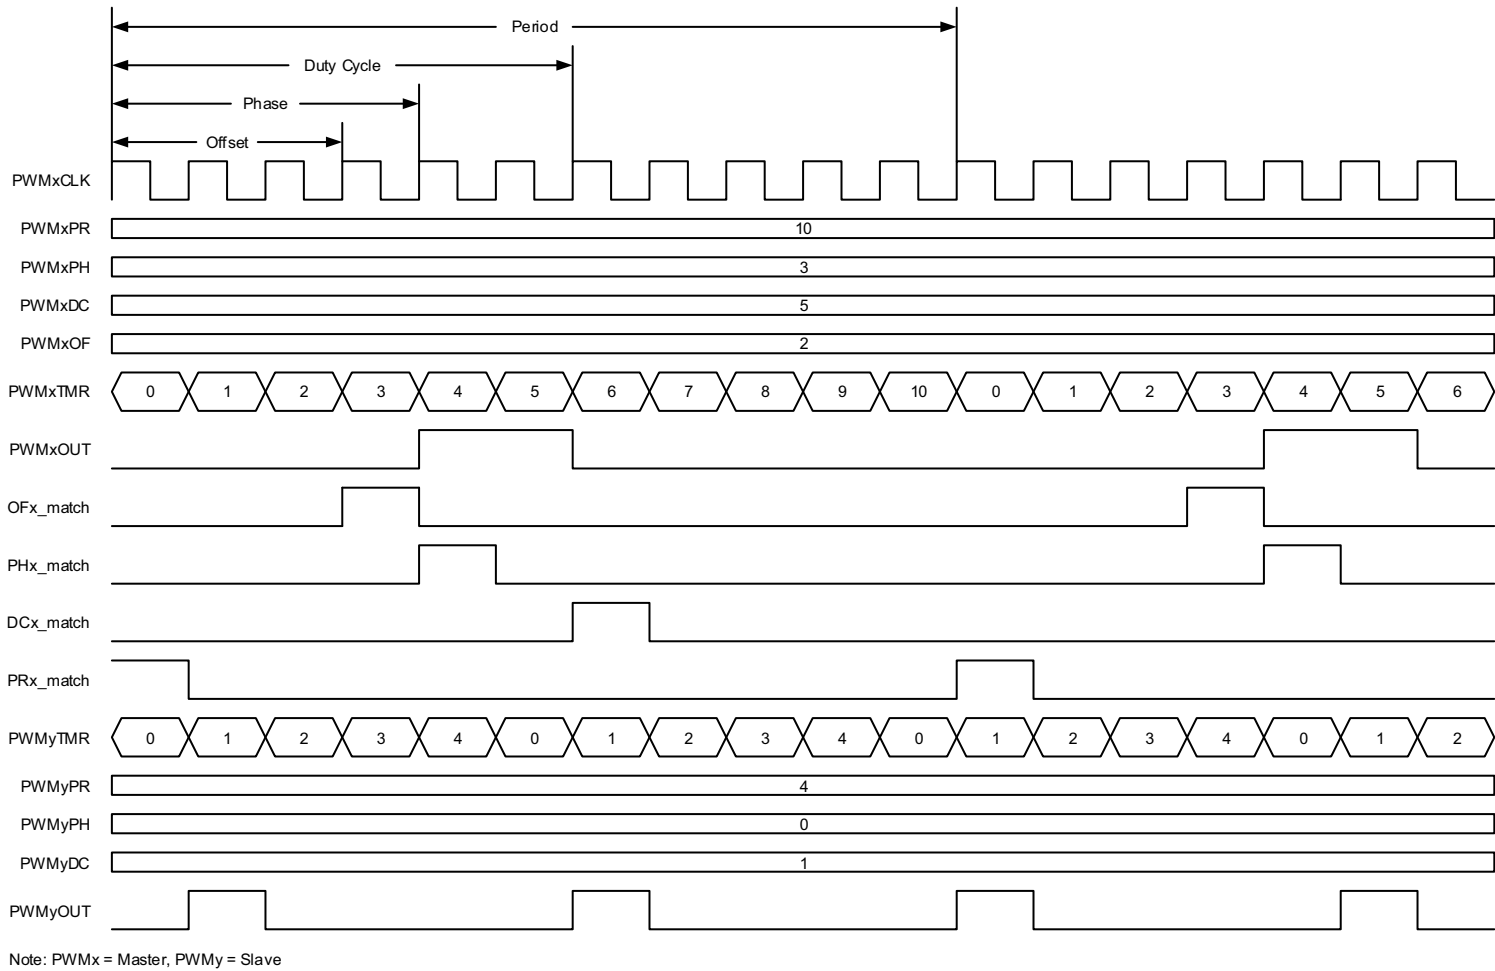 Period
Duty Cycle
Phase
Offset
PWMxCLK
PWMxPR 10
PWMxPH 3
PWMxDC 5
PWMxOF 2
PWMxTMR 0 1 2 3 4 5 6 7 8 9 10 0 1 2 3 4 5 6
PWMxOUT
OFx_match
PHx_match
DCx_match
PRx_match
PWMyTMR 0 1 2 3 4 0 1 2 3 4 0 1 2 3 4 0 1 2
PWMyPR 4
PWMyPH 0
PWMyDC 1
PWMyOUT
Note: PWMx = Master, PWMy = Slave